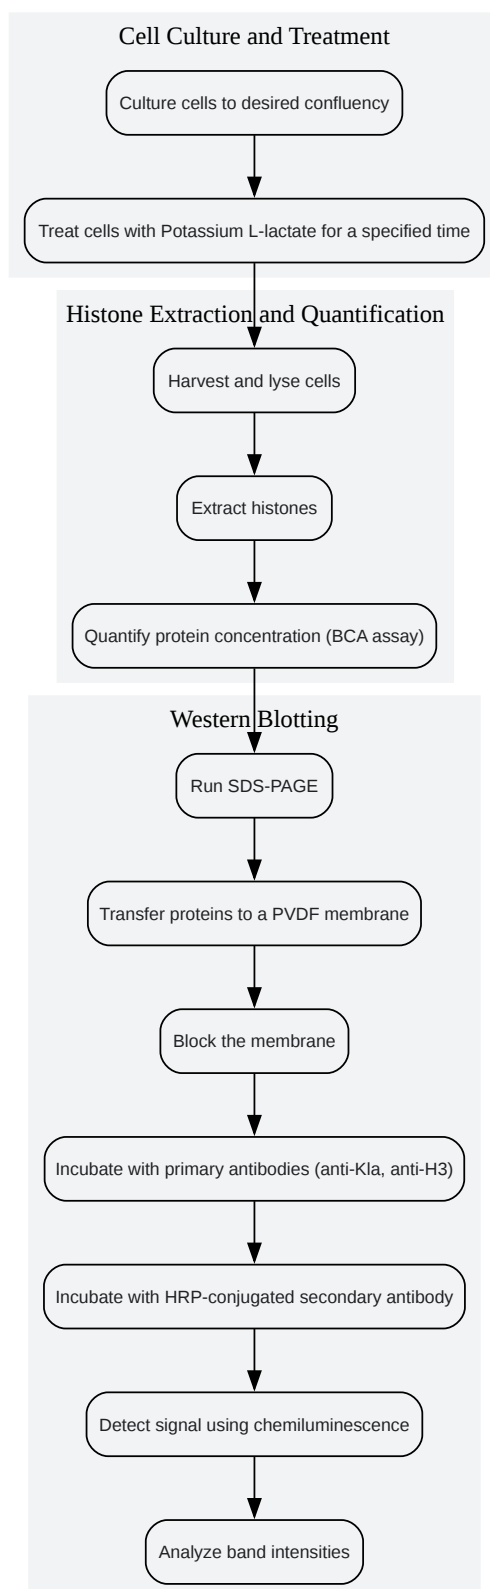 Cell Culture and Treatment
Culture cells to desired confluency
Treat cells with Potassium L-lactate for a specified time
Histone Extraction and Quantification
Harvest and lyse cells
Extract histones
Quantify protein concentration (BCA assay)
Western Blotting
Run SDS-PAGE
Transfer proteins to a PVDF membrane
Block the membrane
Incubate with primary antibodies (anti-Kla, anti-H3)
Incubate with HRP-conjugated secondary antibody
Detect signal using chemiluminescence
Analyze band intensities